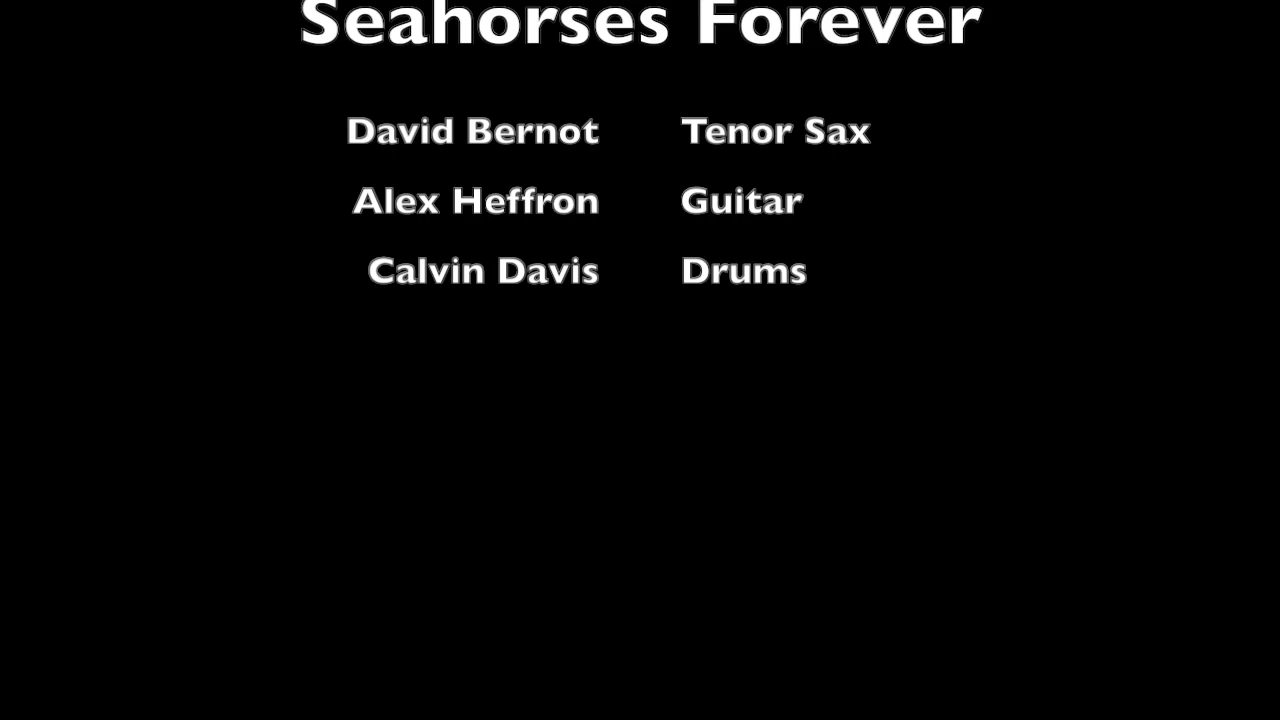 Seahorses Forever
David Bernot Tenor Sax
Alex Heffron Guitar
Calvin Davis Drums